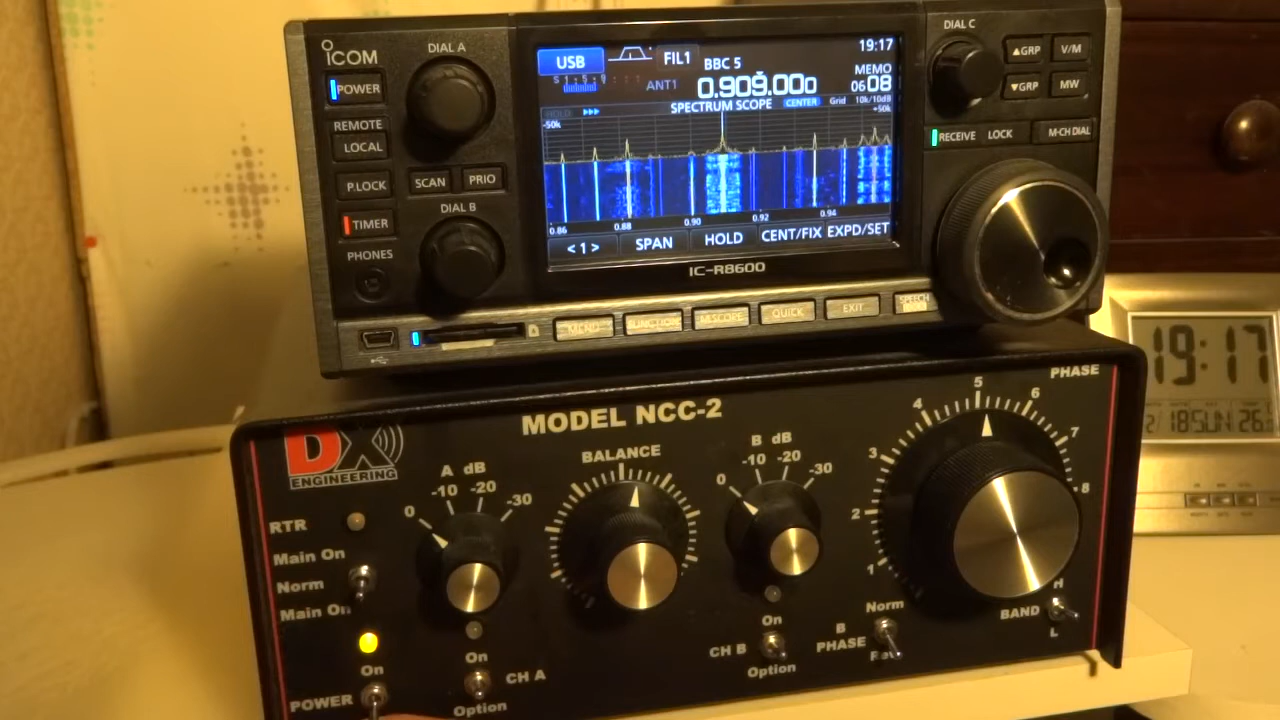 ICOM
DIAL A
POWER
REMOTE
LOCAL
P.LOCK
TIMER
PHONES
SCAN
PRIO
DIAL B
USB
FIL1
BBC 5
19:17
ANT1
0.909.000
MEMO
0608
SPECTRUM SCOPE
CENTER
Grid
10k/10dB
HOLD
-50k
+50k
0.86
0.88
0.90
0.92
0.94
< 1 >
SPAN
HOLD
CENT/FIX
EXPD/SET
IC-R8600
DIAL C
▲GRP
V/M
▼GRP
MW
RECEIVE
LOCK
M-CH DIAL
MENU
FUNCTION
M.SCOPE
QUICK
EXIT
SPEECH
19:17
18SUN
26
DX
ENGINEERING
MODEL NCC-2
RTR
Main On
Norm
Main On
On
POWER
A dB
0
-10
-20
-30
On
CH A
Option
BALANCE
B dB
0
-10
-20
-30
On
CH B
Option
PHASE
1
2
3
4
5
6
7
8
Norm
B
PHASE
Rev
H
BAND
L